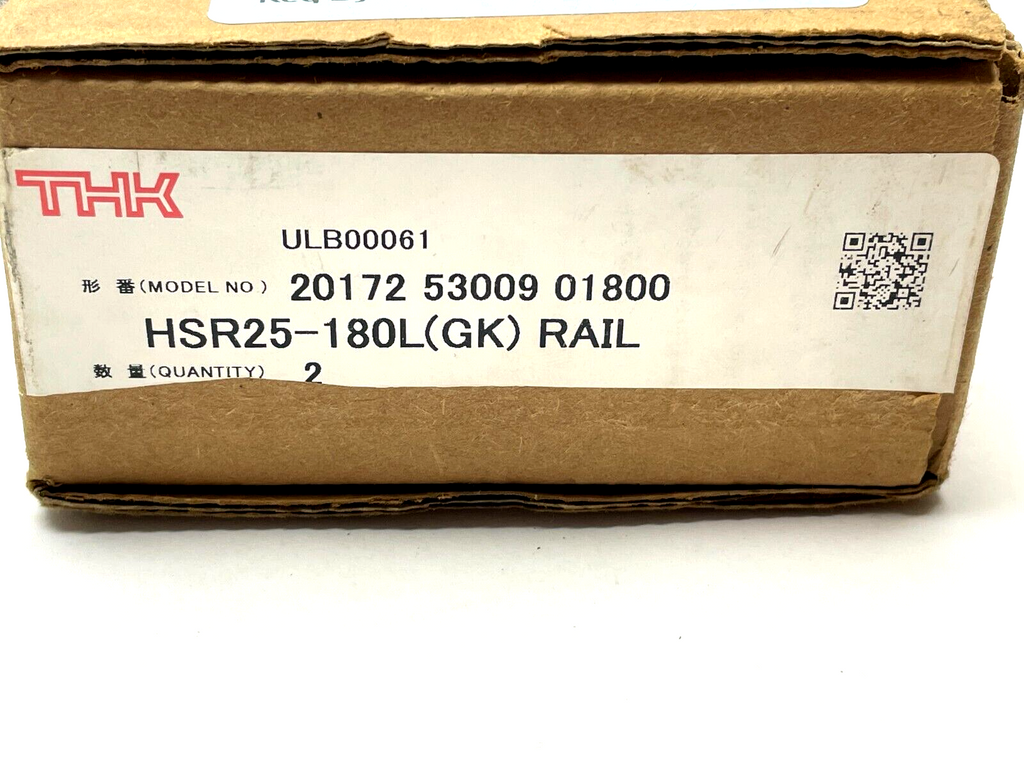 THK
ULB00061
形 番(MODEL NO) 20172 53009 01800
HSR25-180L(GK) RAIL
数 量(QUANTITY) 2